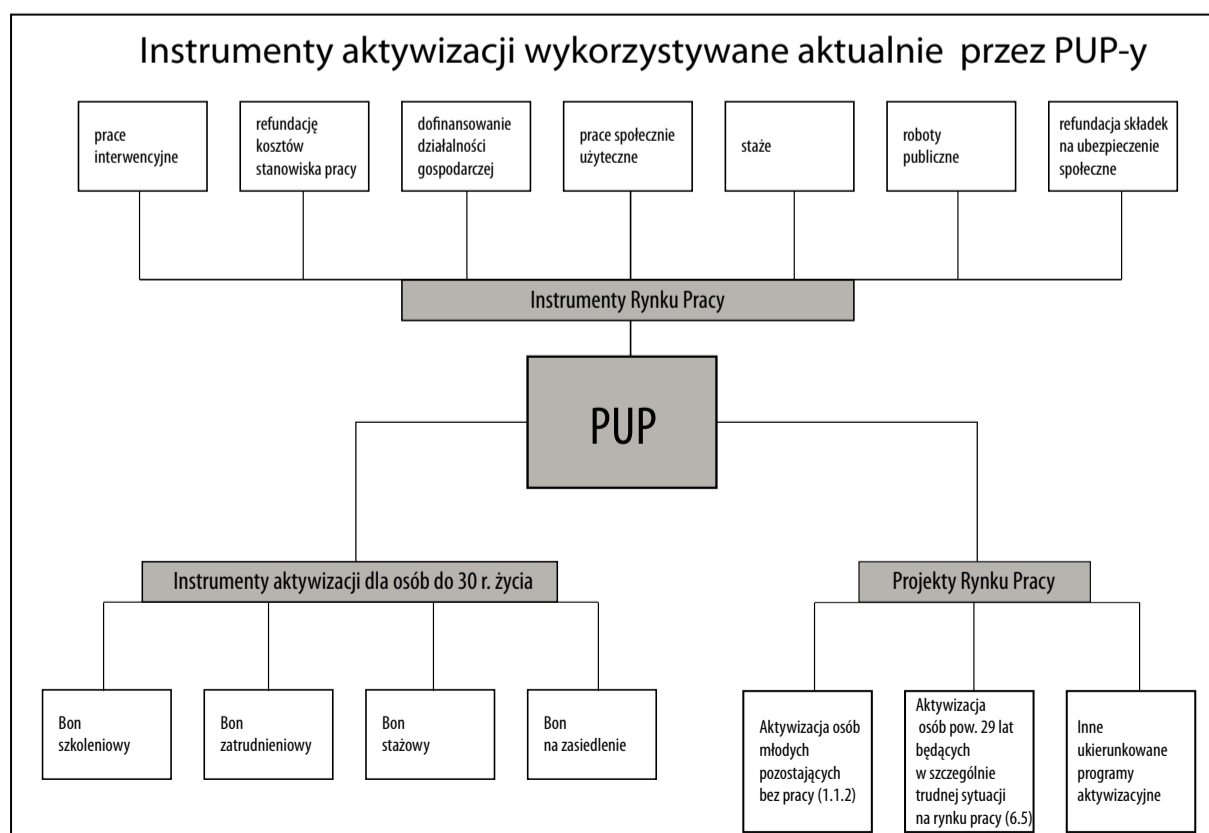 Instrumenty aktywizacji wykorzystywane aktualnie przez PUP-y
prace
interwencyjne
refundację
kosztów
stanowiska pracy
dofinansowanie
działalności
gospodarczej
prace społecznie
użyteczne
staże
roboty
publiczne
refundacja składek
na ubezpieczenie
społeczne
Instrumenty Rynku Pracy
PUP
Instrumenty aktywizacji dla osób do 30 r. życia
Projekty Rynku Pracy
Bon
szkoleniowy
Bon
zatrudnieniowy
Bon
stażowy
Bon
na zasiedlenie
Aktywizacja osób
młodych
pozostających
bez pracy (1.1.2)
Aktywizacja
osób pow. 29 lat
będących
w szczególnie
trudnej sytuacji
na rynku pracy (6.5)
Inne
ukierunkowane
programy
aktywizacyjne